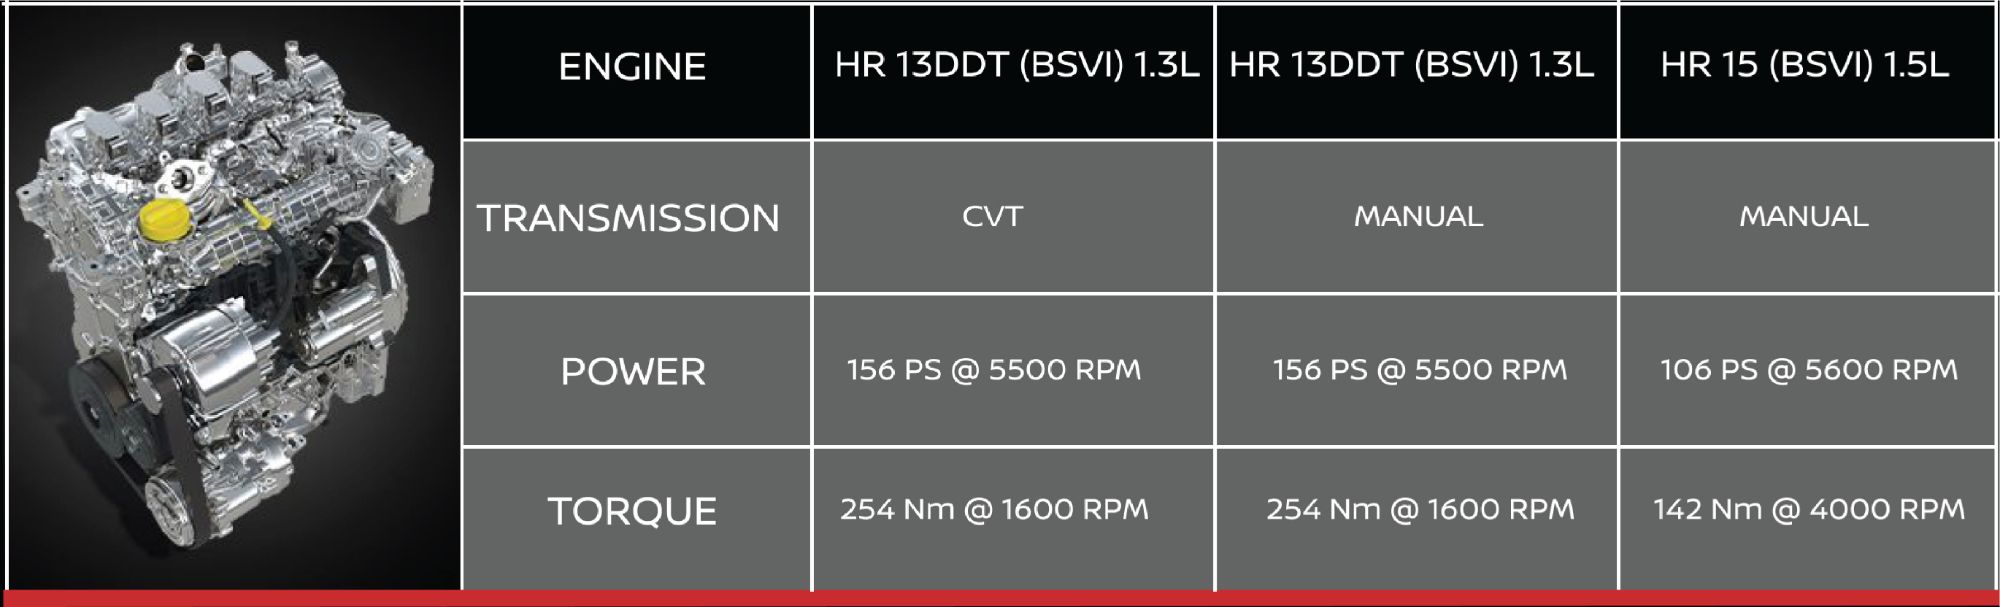 ENGINE HR 13DDT (BSVI) 1.3L HR 13DDT (BSVI) 1.3L HR 15 (BSVI) 1.5L
TRANSMISSION CVT MANUAL MANUAL
POWER 156 PS @ 5500 RPM 156 PS @ 5500 RPM 106 PS @ 5600 RPM
TORQUE 254 Nm @ 1600 RPM 254 Nm @ 1600 RPM 142 Nm @ 4000 RPM